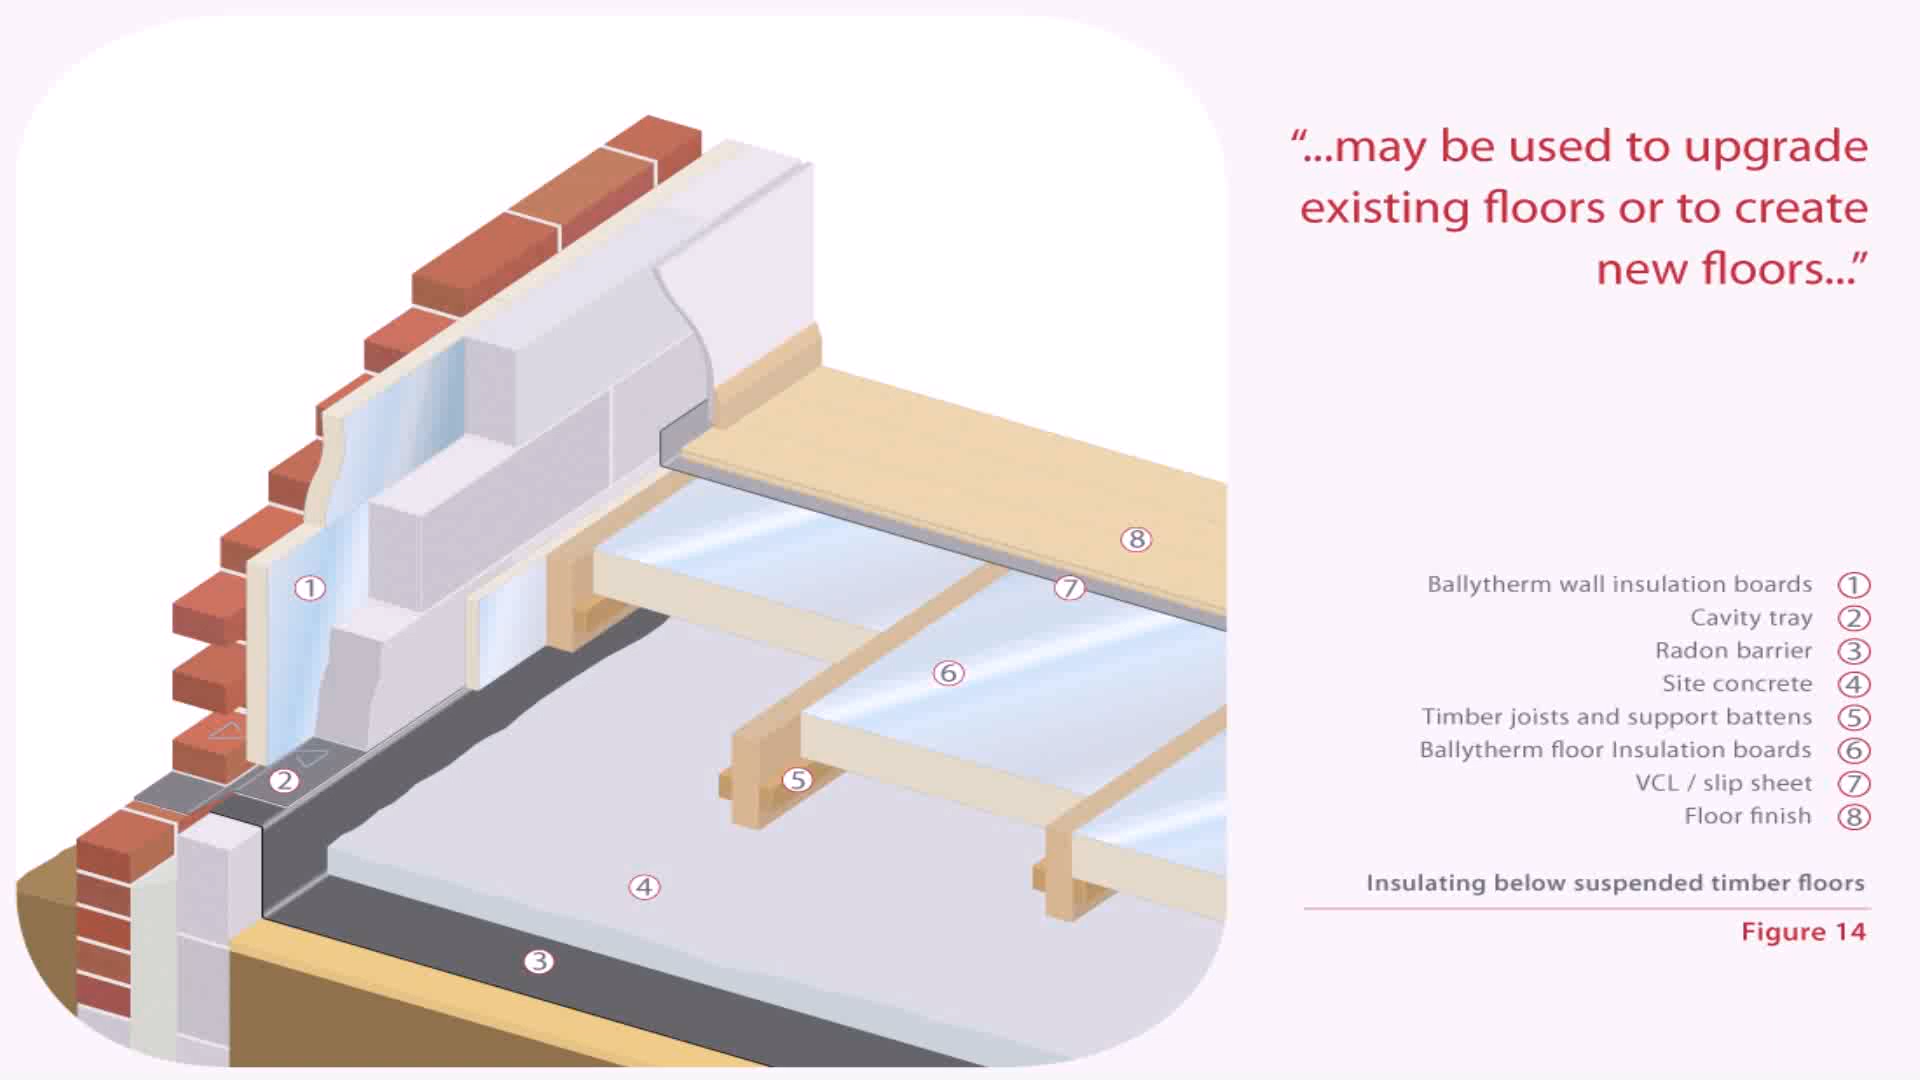 “...may be used to upgrade
existing floors or to create
new floors...”
1
2
3
4
5
6
7
8
Ballytherm wall insulation boards 1
Cavity tray 2
Radon barrier 3
Site concrete 4
Timber joists and support battens 5
Ballytherm floor Insulation boards 6
VCL / slip sheet 7
Floor finish 8
Insulating below suspended timber floors
Figure 14